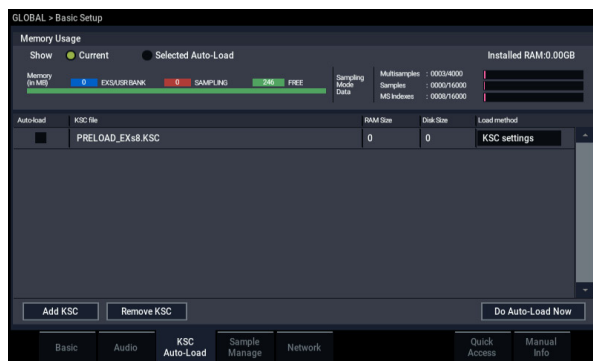 GLOBAL > Basic Setup
Memory Usage
Show Current Selected Auto-Load Installed RAM:0.00GB
Memory (in MB) 0 EXS/USR BANK 0 SAMPLING 246 FREE
Sampling Mode Data
Multisamples : 0003/4000
Samples : 0000/16000
MS Indexes : 0008/16000
Auto-load KSC file RAM Size Disk Size Load method
PRELOAD_EXs8.KSC 0 0 KSC settings
Add KSC Remove KSC Do Auto-Load Now
Basic Audio KSC Auto-Load Sample Manage Network Quick Access Manual Info